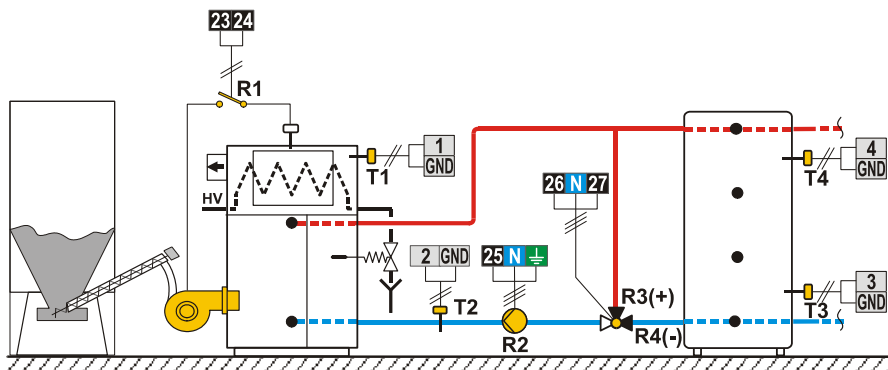 23 24
R1
1
GND
T1
26 N 27
4
GND
T4
HV
2 GND
25 N
T2
R2
R3(+)
R4(-)
3
GND
T3